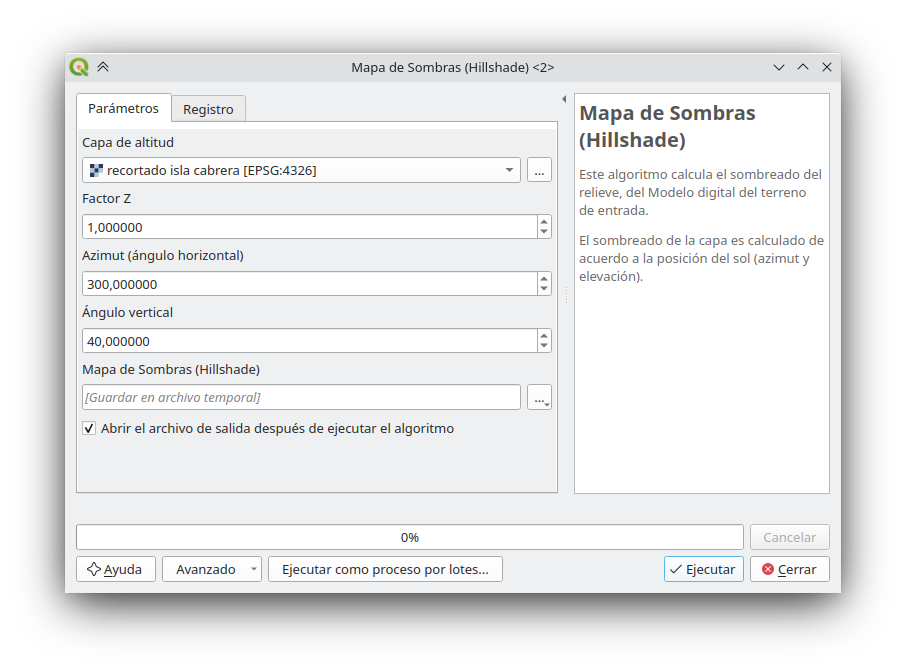 Mapa de Sombras (Hillshade) <2>
Parámetros
Registro
Capa de altitud
recortado isla cabrera [EPSG:4326]
...
Factor Z
1,000000
Azimut (ángulo horizontal)
300,000000
Ángulo vertical
40,000000
Mapa de Sombras (Hillshade)
[Guardar en archivo temporal]
...
Abrir el archivo de salida después de ejecutar el algoritmo
Mapa de Sombras
(Hillshade)
Este algoritmo calcula el sombreado del
relieve, del Modelo digital del terreno
de entrada.
El sombreado de la capa es calculado de
acuerdo a la posición del sol (azimut y
elevación).
0%
Cancelar
Ayuda
Avanzado
Ejecutar como proceso por lotes...
Ejecutar
Cerrar